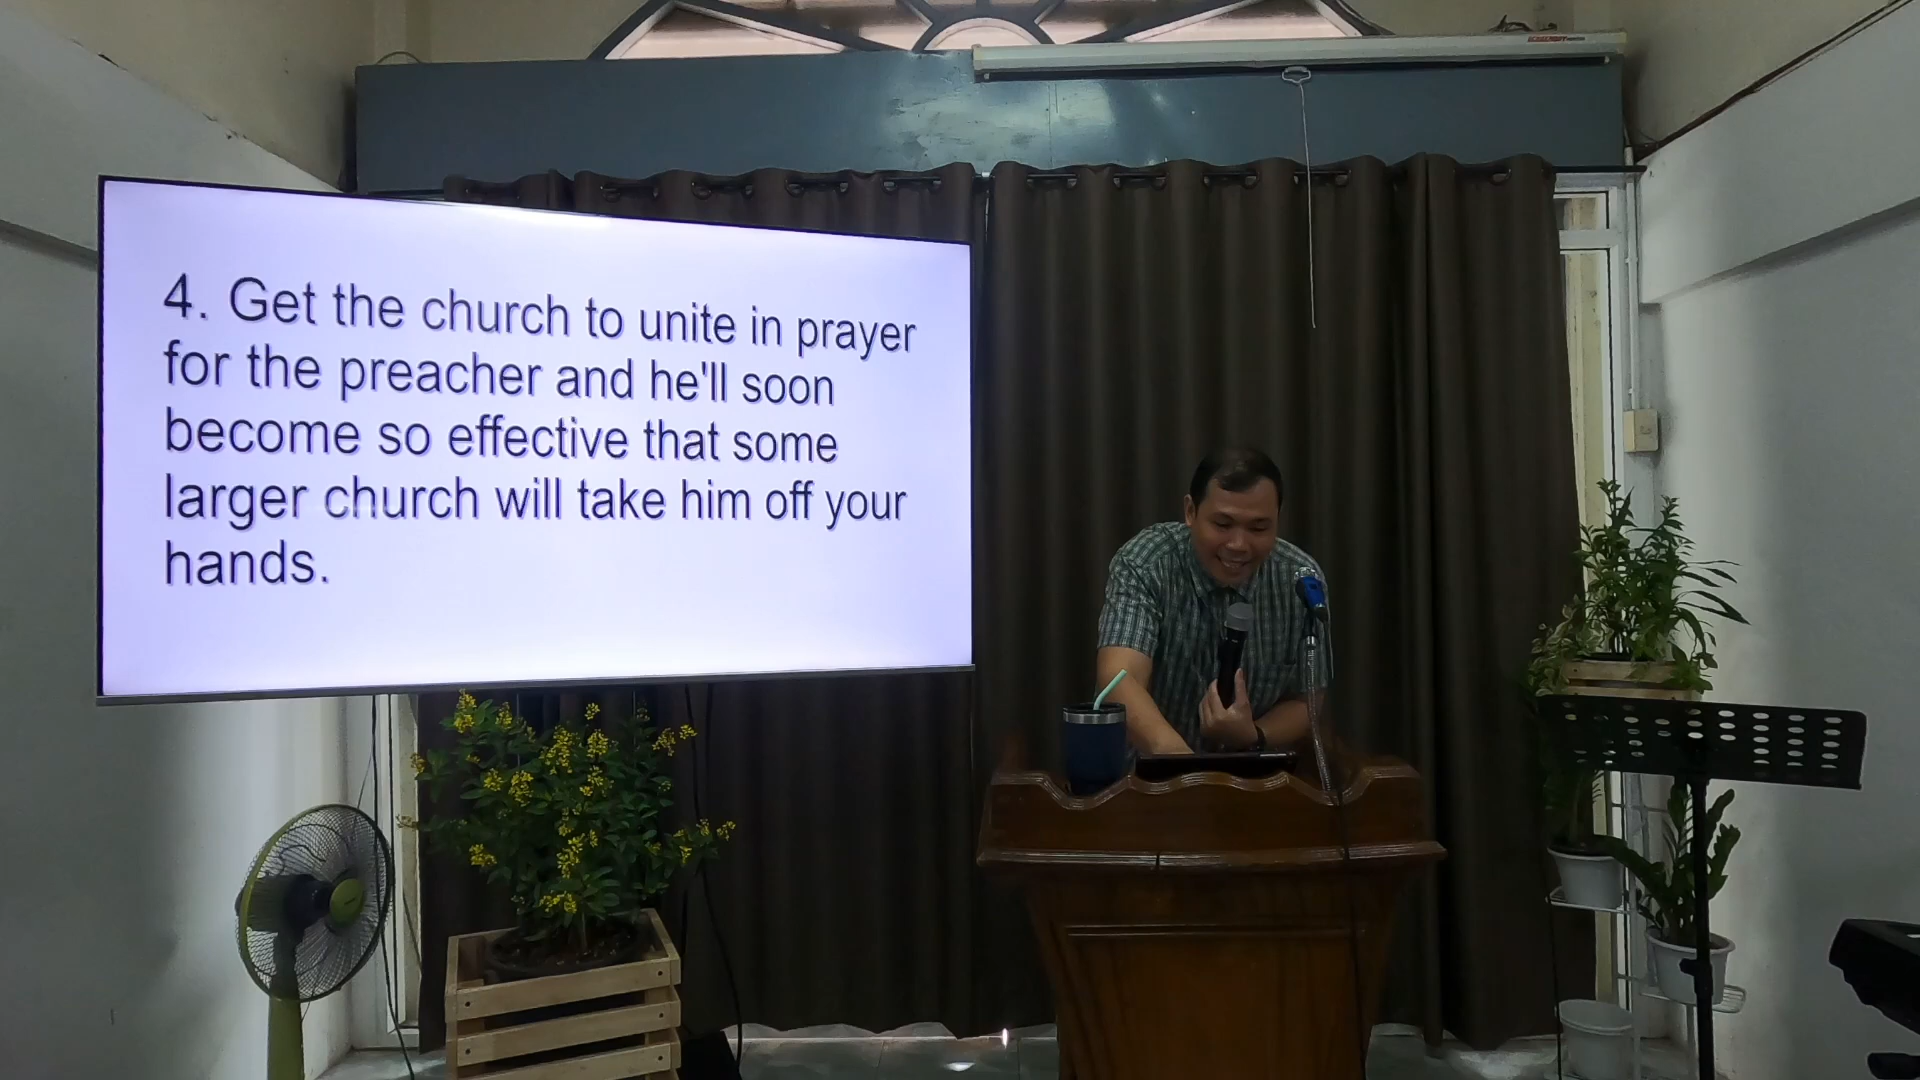 4. Get the church to unite in prayer
for the preacher and he'll soon
become so effective that some
larger church will take him off your
hands.